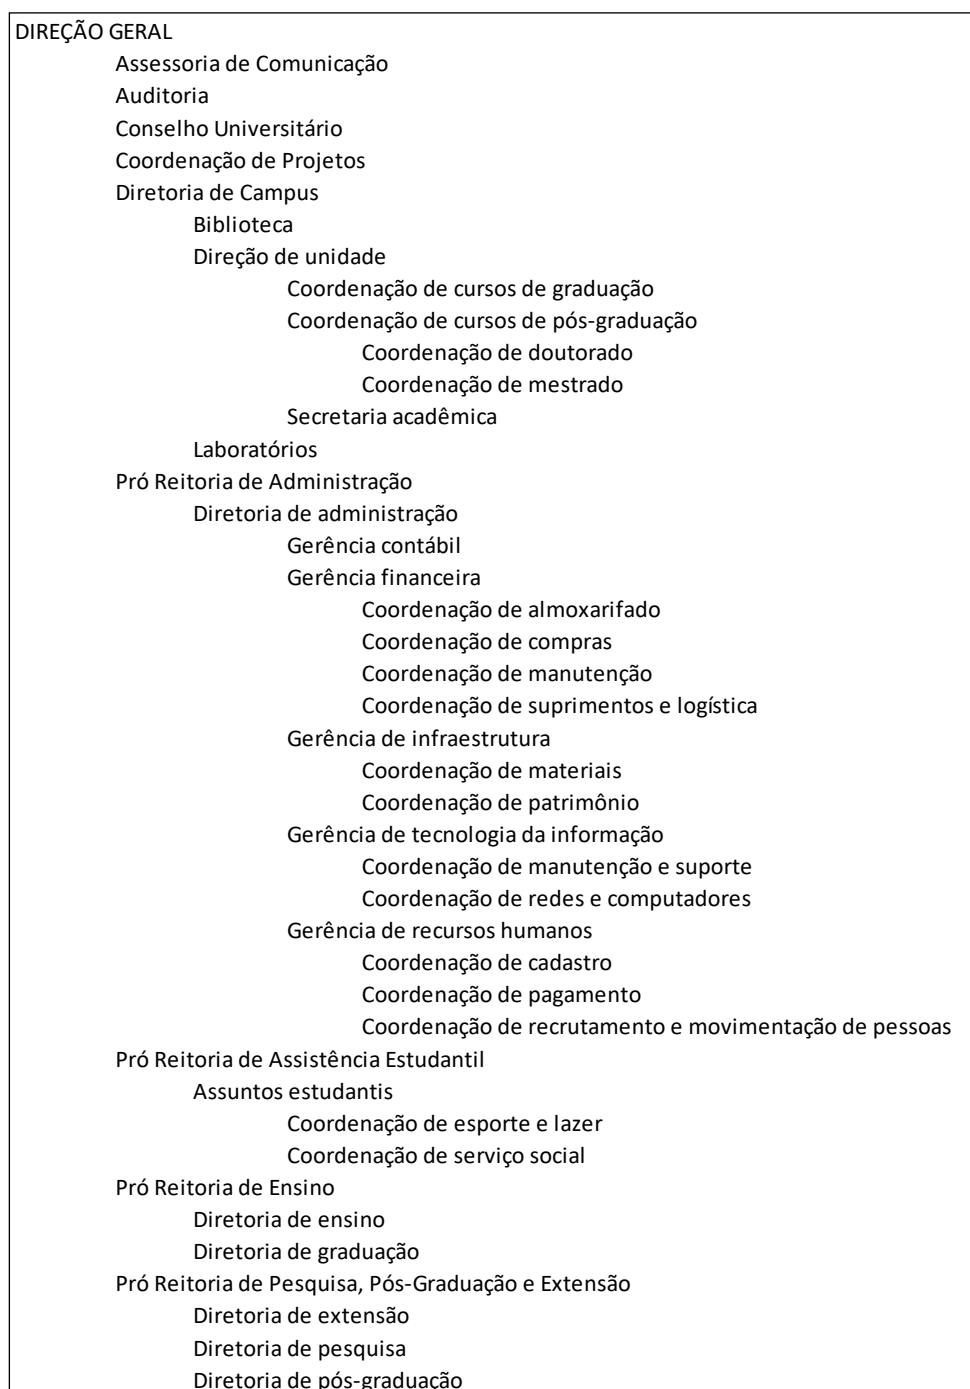 DIREÇÃO GERAL
Assessoria de Comunicação
Auditoria
Conselho Universitário
Coordenação de Projetos
Diretoria de Campus
Biblioteca
Direção de unidade
Coordenação de cursos de graduação
Coordenação de cursos de pós-graduação
Coordenação de doutorado
Coordenação de mestrado
Secretaria acadêmica
Laboratórios
Pró Reitoria de Administração
Diretoria de administração
Gerência contábil
Gerência financeira
Coordenação de almoxarifado
Coordenação de compras
Coordenação de manutenção
Coordenação de suprimentos e logística
Gerência de infraestrutura
Coordenação de materiais
Coordenação de patrimônio
Gerência de tecnologia da informação
Coordenação de manutenção e suporte
Coordenação de redes e computadores
Gerência de recursos humanos
Coordenação de cadastro
Coordenação de pagamento
Coordenação de recrutamento e movimentação de pessoas
Pró Reitoria de Assistência Estudantil
Assuntos estudantis
Coordenação de esporte e lazer
Coordenação de serviço social
Pró Reitoria de Ensino
Diretoria de ensino
Diretoria de graduação
Pró Reitoria de Pesquisa, Pós-Graduação e Extensão
Diretoria de extensão
Diretoria de pesquisa
Diretoria de pós-graduação